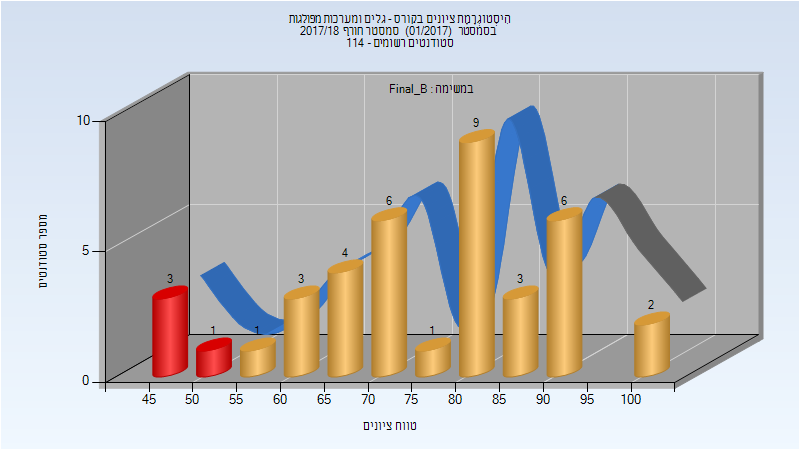 היסטוגרמת ציונים בקורס - גלים ומערכות מפולגות
בסמסטר (01/2017) סמסטר חורף 2017/18
סטודנטים רשומים - 114
במשימה : Final_B
מספר סטודנטים
10
5
0
3
1
1
3
4
6
1
9
3
6
2
45 50 55 60 65 70 75 80 85 90 95 100
טווח ציונים